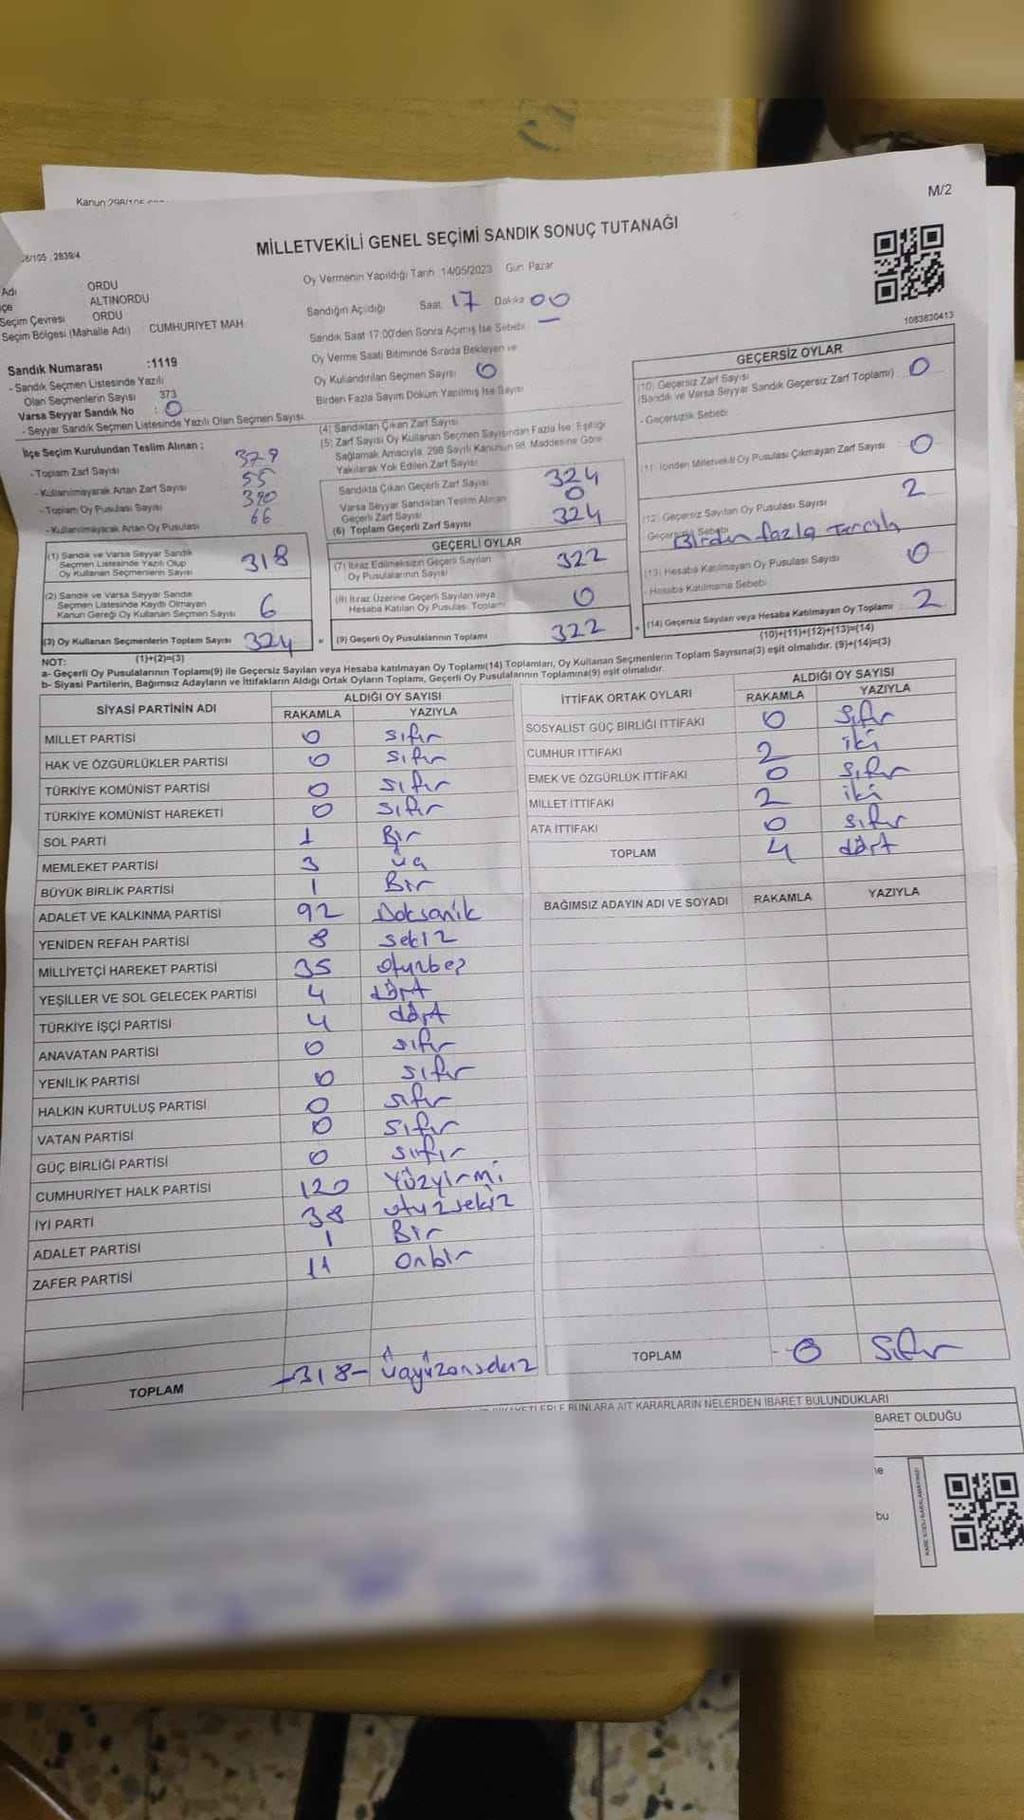 Kanun 298/105
M/2
MİLLETVEKİLİ GENEL SEÇİMİ SANDIK SONUÇ TUTANAĞI
/105 , 2839/4
Adı ORDU
çe ALTINORDU
Seçim Çevresi ORDU
Seçim Bölgesi (Mahalle Adı) CUMHURİYET MAH.
Oy Vermenin Yapıldığı Tarih 14/05/2023 Gün Pazar
Sandığın Açıldığı Saat 17 Dakika 00
Sandık Saat 17:00'den Sonra Açılmış İse Sebebi —
Oy Verme Saati Bitiminde Sırada Bekleyen ve
Oy Kullandırılan Seçmen Sayısı 0
Birden Fazla Sayım Döküm Yapılmış İse Sayısı
1083830413
Sandık Numarası :1119
- Sandık Seçmen Listesinde Yazılı
Olan Seçmenlerin Sayısı 373
Varsa Seyyar Sandık No : 0
- Seyyar Sandık Seçmen Listesinde Yazılı Olan Seçmen Sayısı
İlçe Seçim Kurulundan Teslim Alınan :
- Toplam Zarf Sayısı 379
- Kullanılmayarak Artan Zarf Sayısı 55
- Toplam Oy Pusulası Sayısı 390
- Kullanılmayarak Artan Oy Pusulası 66
(1) Sandık ve Varsa Seyyar Sandık
Seçmen Listesinde Yazılı Olup
Oy Kullanan Seçmenlerin Sayısı 318
(2) Sandık ve Varsa Seyyar Sandık
Seçmen Listesinde Kayıtlı Olmayan
Kanun Gereği Oy Kullanan Seçmen Sayısı 6
(3) Oy Kullanan Seçmenlerin Toplam Sayısı 324
(1)+(2)=(3)
(4) Sandıktan Çıkan Zarf Sayısı
(5) Zarf Sayısı Oy Kullanan Seçmen Sayısından Fazla İse; Eşitliği
Sağlamak Amacıyla, 298 Sayılı Kanunun 98. Maddesine Göre
Yakılarak Yok Edilen Zarf Sayısı
Sandıkta Çıkan Geçerli Zarf Sayısı 324
Varsa Seyyar Sandıktan Teslim Alınan
Geçerli Zarf Sayısı 0
(6) Toplam Geçerli Zarf Sayısı 324
GEÇERLİ OYLAR
(7) İtiraz Edilmeksizin Geçerli Sayılan
Oy Pusulalarının Sayısı 322
(8) İtiraz Üzerine Geçerli Sayılan veya
Hesaba Katılan Oy Pusulası Toplamı 0
(9) Geçerli Oy Pusulalarının Toplamı 322
GEÇERSİZ OYLAR
(10) Geçersiz Zarf Sayısı
(Sandık ve Varsa Seyyar Sandık Geçersiz Zarf Toplamı) 0
- Geçersizlik Sebebi
(11) İçinden Milletvekili Oy Pusulası Çıkmayan Zarf Sayısı 0
(12) Geçersiz Sayılan Oy Pusulası Sayısı 2
Sebebi Birden fazla
(13) Hesaba Katılmayan Oy Pusulası Sayısı 0
- Hesaba Katılmama Sebebi
(14) Geçersiz Sayılan veya Hesaba Katılmayan Oy Toplamı 2
(10)+(11)+(12)+(13)=(14)
NOT:
a- Geçerli Oy Pusulalarının Toplamı(9) ile Geçersiz Sayılan veya Hesaba katılmayan Oy Toplamı(14) Toplamları, Oy Kullanan Seçmenlerin Toplam Sayısına(3) eşit olmalıdır. (9)+(14)=(3)
b- Siyasi Partilerin, Bağımsız Adayların ve İttifakların Aldığı Ortak Oyların Toplamı, Geçerli Oy Pusulalarının Toplamına(9) eşit olmalıdır.
SİYASİ PARTİNİN ADI ALDIĞI OY SAYISI
RAKAMLA YAZIYLA
MİLLET PARTİSİ 0 sıfır
HAK VE ÖZGÜRLÜKLER PARTİSİ 0 sıfır
TÜRKİYE KOMÜNİST PARTİSİ 0 sıfır
TÜRKİYE KOMÜNİST HAREKETİ 0 sıfır
SOL PARTİ 1 Bir
MEMLEKET PARTİSİ 3 üç
BÜYÜK BİRLİK PARTİSİ 1 Bir
ADALET VE KALKINMA PARTİSİ 92 Doksanik
YENİDEN REFAH PARTİSİ 8 sekiz
MİLLİYETÇİ HAREKET PARTİSİ 35 otuzbeş
YEŞİLLER VE SOL GELECEK PARTİSİ 4 dört
TÜRKİYE İŞÇİ PARTİSİ 4 dört
ANAVATAN PARTİSİ 0 sıfır
YENİLİK PARTİSİ 0 sıfır
HALKIN KURTULUŞ PARTİSİ 0 sıfır
VATAN PARTİSİ 0 sıfır
GÜÇ BİRLİĞİ PARTİSİ 0 sıfır
CUMHURİYET HALK PARTİSİ 120 Yüzyirmi
İYİ PARTİ 38 otuzsekiz
ADALET PARTİSİ 1 Bir
ZAFER PARTİSİ 11 onbir
TOPLAM -318- üçyüzonsekiz
İTTİFAK ORTAK OYLARI ALDIĞI OY SAYISI
RAKAMLA YAZIYLA
SOSYALİST GÜÇ BİRLİĞİ İTTİFAKI 0 sıfır
CUMHUR İTTİFAKI 2 iki
EMEK VE ÖZGÜRLÜK İTTİFAKI 0 sıfır
MİLLET İTTİFAKI 2 iki
ATA İTTİFAKI 0 sıfır
TOPLAM 4 dört
BAĞIMSIZ ADAYIN ADI VE SOYADI RAKAMLA YAZIYLA
TOPLAM - 0 sıfır
BUNLARA AİT KARARLARIN NELERDEN İBARET BULUNDUKLARI
BARET OLDUĞU
bu